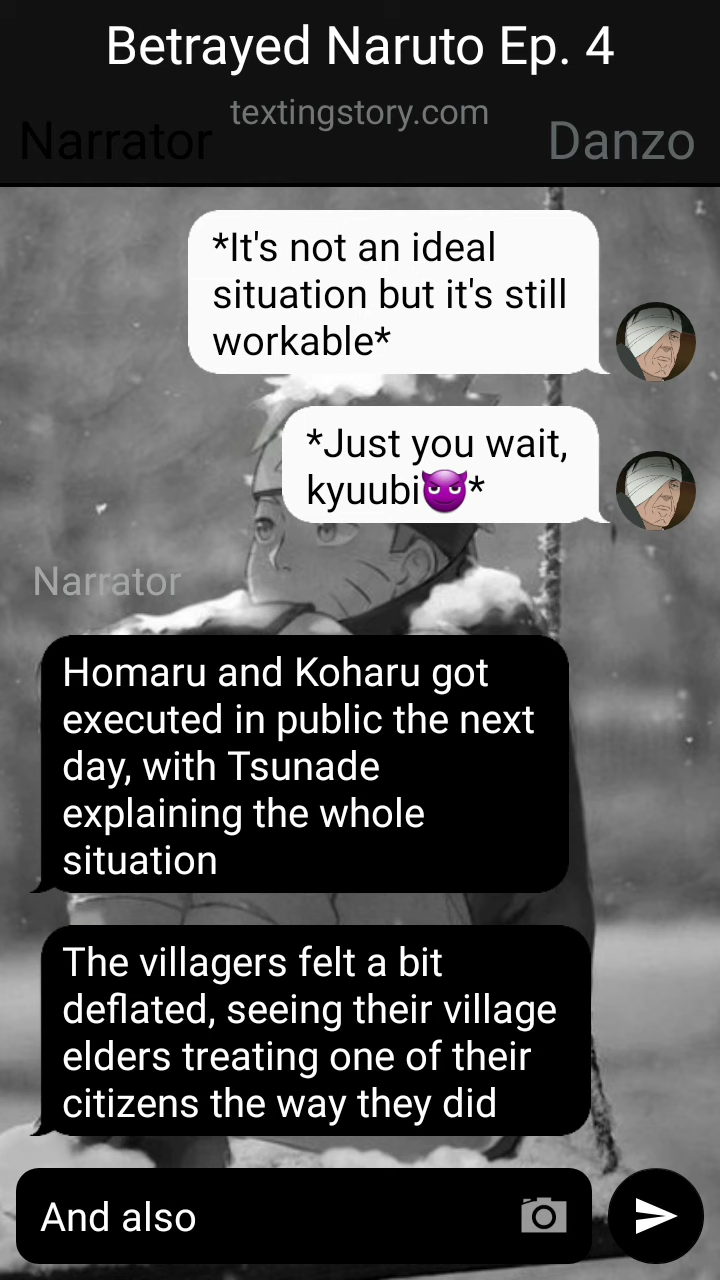 Betrayed Naruto Ep. 4
textingstory.com
Narrator
Danzo
*It's not an ideal
situation but it's still
workable*
*Just you wait,
kyuubi😈*
Narrator
Homaru and Koharu got
executed in public the next
day, with Tsunade
explaining the whole
situation
The villagers felt a bit
deflated, seeing their village
elders treating one of their
citizens the way they did
And also